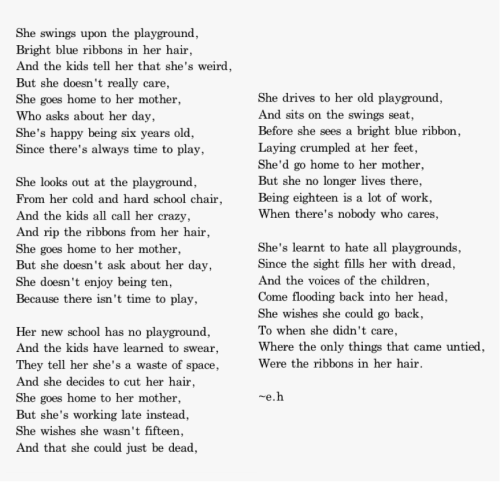 She swings upon the playground,
Bright blue ribbons in her hair,
And the kids tell her that she's weird,
But she doesn't really care,
She goes home to her mother,
Who asks about her day,
She's happy being six years old,
Since there's always time to play,

She looks out at the playground,
From her cold and hard school chair,
And the kids all call her crazy,
And rip the ribbons from her hair,
She goes home to her mother,
But she doesn't ask about her day,
She doesn't enjoy being ten,
Because there isn't time to play,

Her new school has no playground,
And the kids have learned to swear,
They tell her she's a waste of space,
And she decides to cut her hair,
She goes home to her mother,
But she's working late instead,
She wishes she wasn't fifteen,
And that she could just be dead,

She drives to her old playground,
And sits on the swings seat,
Before she sees a bright blue ribbon,
Laying crumpled at her feet,
She'd go home to her mother,
But she no longer lives there,
Being eighteen is a lot of work,
When there's nobody who cares,

She's learnt to hate all playgrounds,
Since the sight fills her with dread,
And the voices of the children,
Come flooding back into her head,
She wishes she could go back,
To when she didn't care,
Where the only things that came untied,
Were the ribbons in her hair.

~e.h